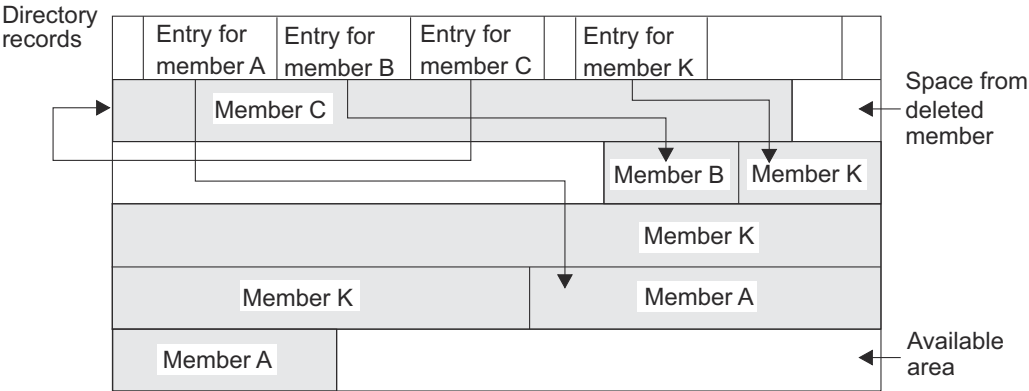 Directory
records
Entry for
member A
Entry for
member B
Entry for
member C
Entry for
member K
Member C
Space from
deleted
member
Member B
Member K
Member K
Member K
Member A
Member A
Available
area